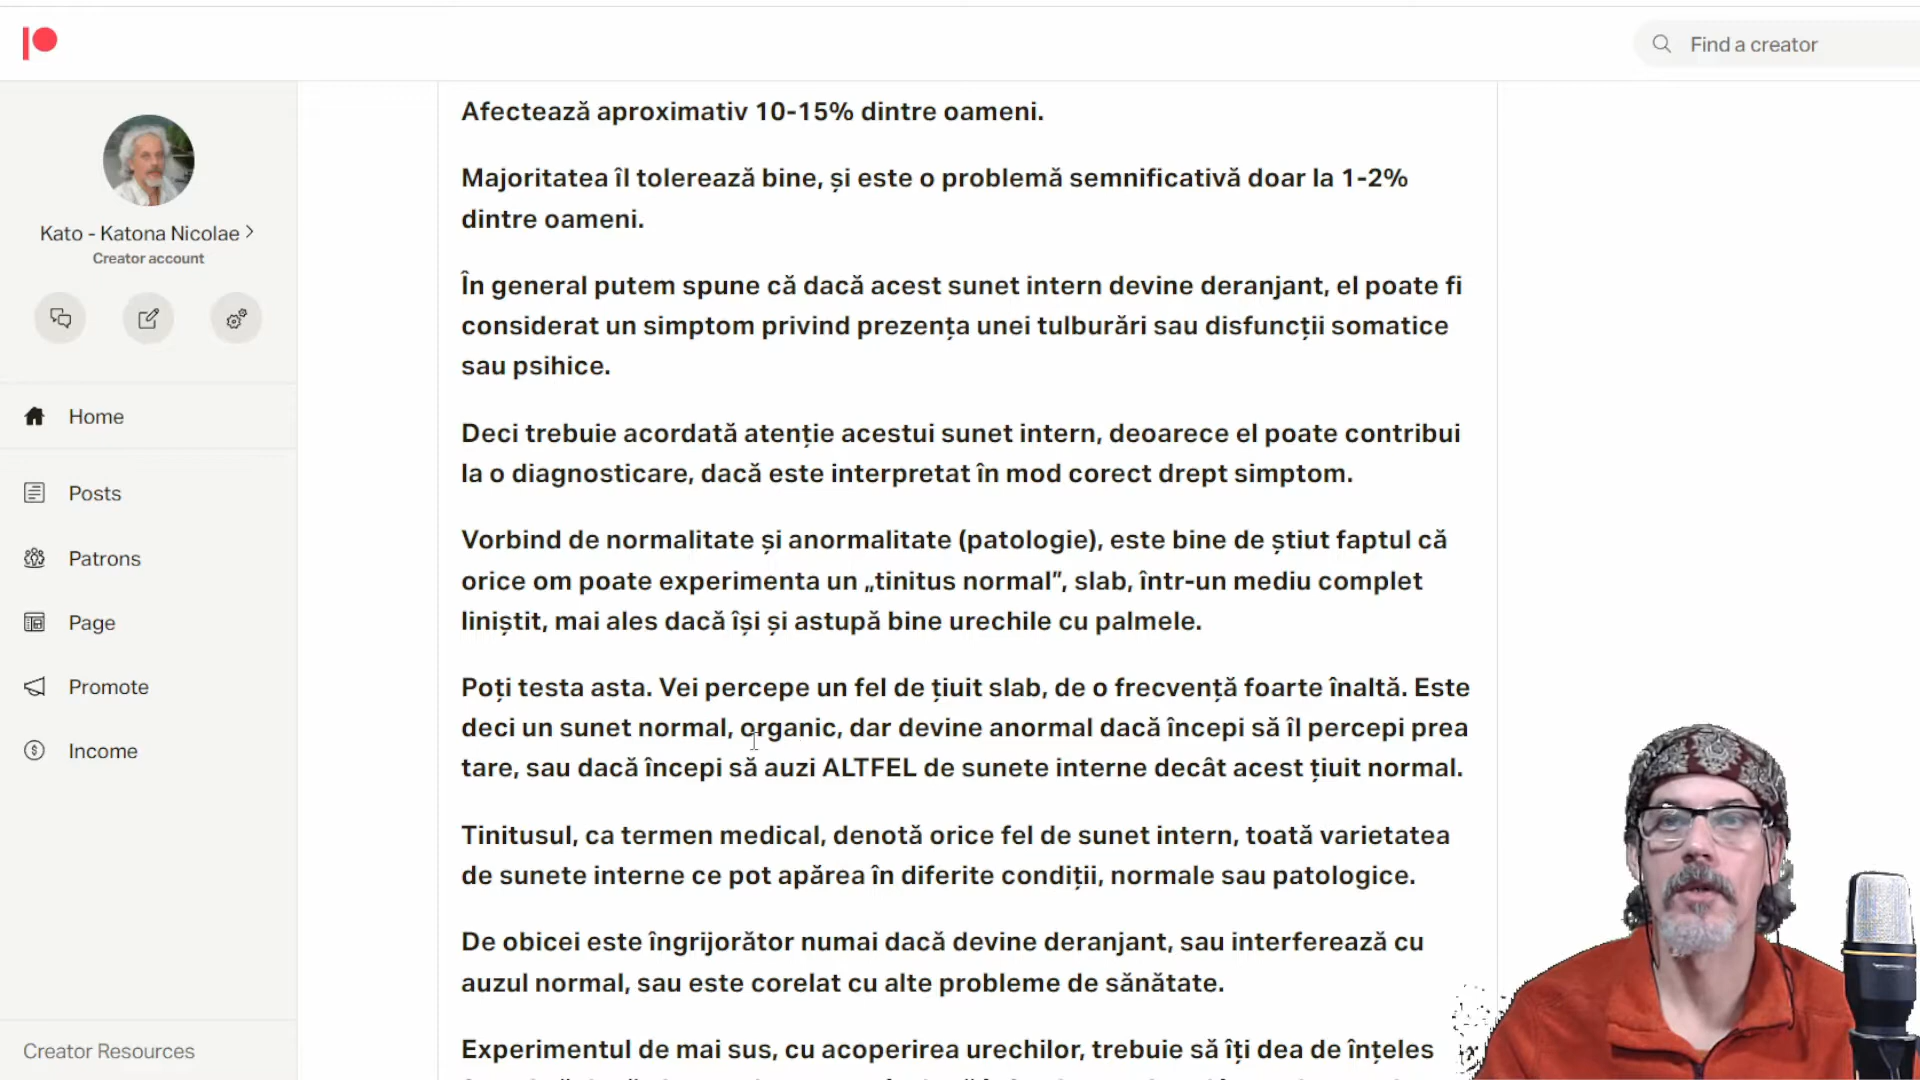 Find a creator
Kato - Katona Nicolae
Creator account
Home
Posts
Patrons
Page
Promote
Income
Creator Resources
Afectează aproximativ 10-15% dintre oameni.
Majoritatea îl tolerează bine, și este o problemă semnificativă doar la 1-2%
dintre oameni.
În general putem spune că dacă acest sunet intern devine deranjant, el poate fi
considerat un simptom privind prezența unei tulburări sau disfuncții somatice
sau psihice.
Deci trebuie acordată atenție acestui sunet intern, deoarece el poate contribui
la o diagnosticare, dacă este interpretat în mod corect drept simptom.
Vorbind de normalitate și anormalitate (patologie), este bine de știut faptul că
orice om poate experimenta un „tinitus normal”, slab, într-un mediu complet
liniștit, mai ales dacă își și astupă bine urechile cu palmele.
Poți testa asta. Vei percepe un fel de țiuit slab, de o frecvență foarte înaltă. Este
deci un sunet normal, organic, dar devine anormal dacă începi să îl percepi prea
tare, sau dacă începi să auzi ALTFEL de sunete interne decât acest țiuit normal.
Tinitusul, ca termen medical, denotă orice fel de sunet intern, toată varietatea
de sunete interne ce pot apărea în diferite condiții, normale sau patologice.
De obicei este îngrijorător numai dacă devine deranjant, sau interferează cu
auzul normal, sau este corelat cu alte probleme de sănătate.
Experimentul de mai sus, cu acoperirea urechilor, trebuie să îți dea de înțeles